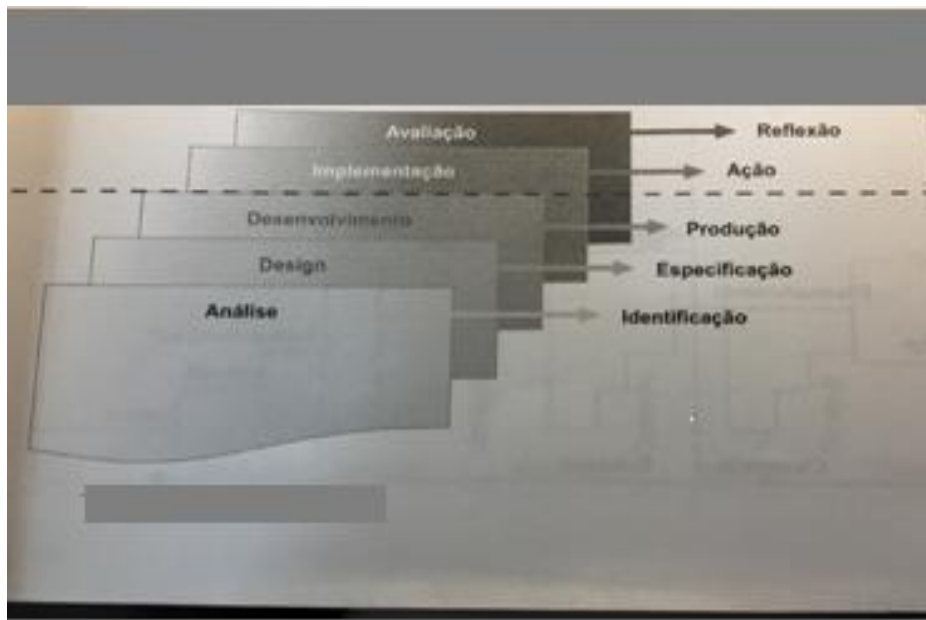 Avaliação Reflexão
Implementação Ação
Desenvolvimento Produção
Design Especificação
Análise Identificação